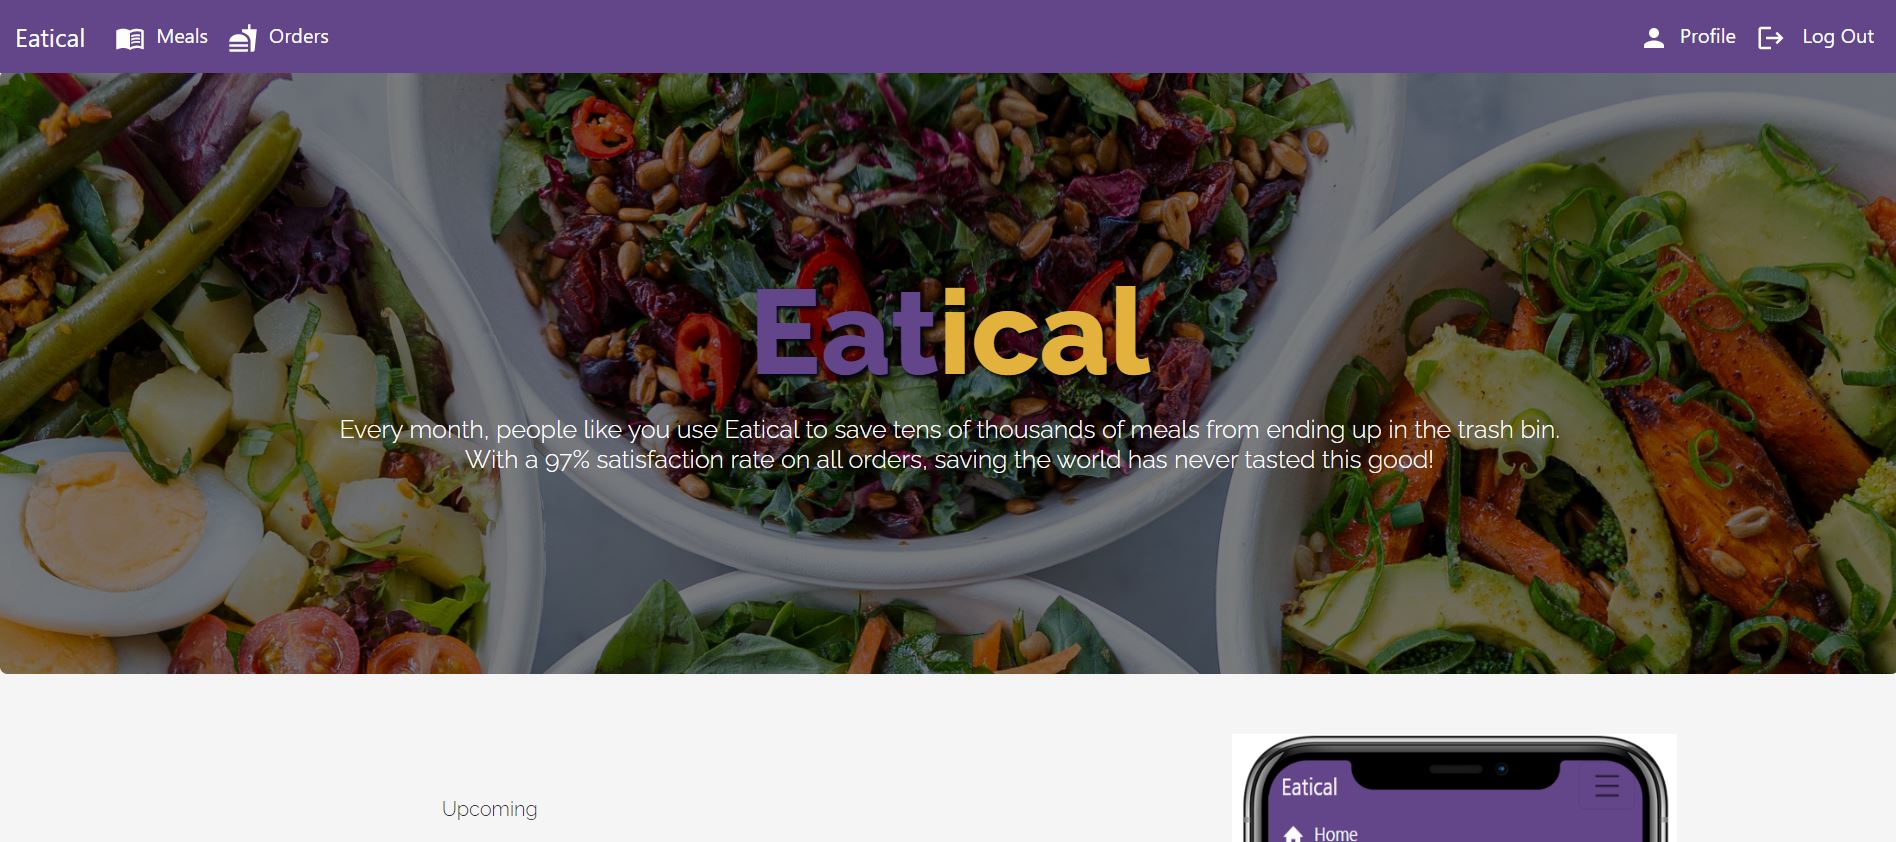 Eatical
Meals
Orders
Profile
Log Out
Eatical
Every month, people like you use Eatical to save tens of thousands of meals from ending up in the trash bin.
With a 97% satisfaction rate on all orders, saving the world has never tasted this good!
Upcoming
Eatical
Home